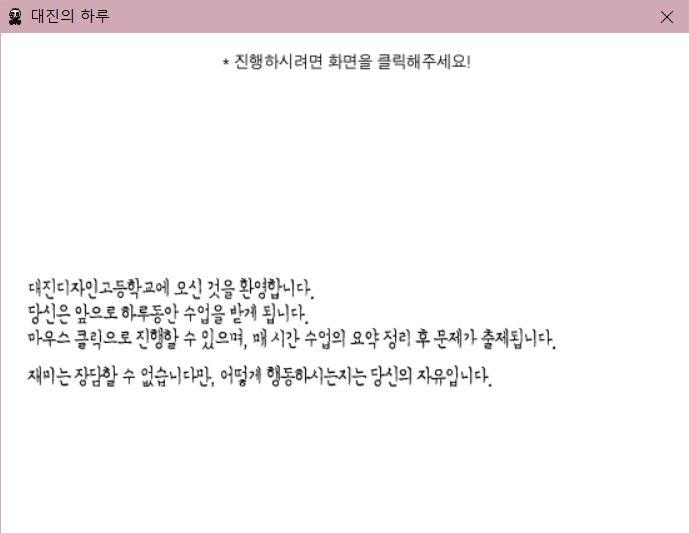 대진의 하루
* 진행하시려면 화면을 클릭해주세요!
대진디자인고등학교에 오신 것을 환영합니다.
당신은 앞으로 하루동안 수업을 받게 됩니다.
마우스 클릭으로 진행할 수 있으며, 매 시간 수업의 요약 정리 후 문제가 출제됩니다.
재미는 장담할 수 없습니다만, 어떻게 행동하시는지는 당신의 자유입니다.